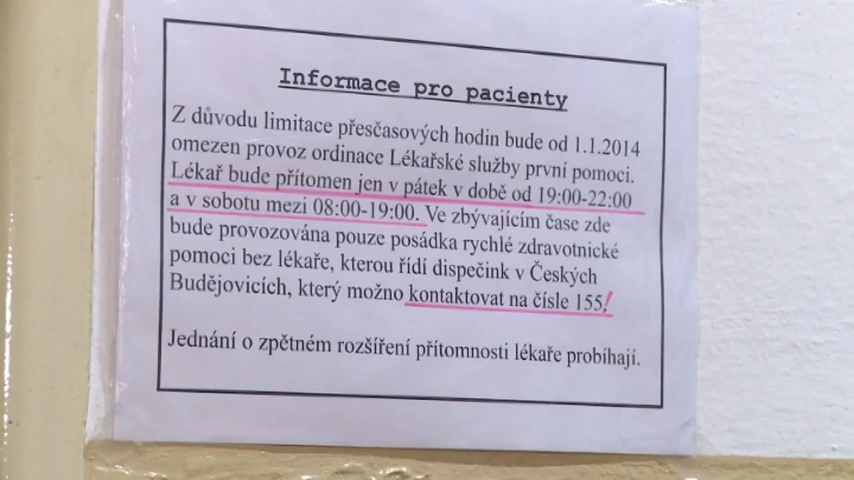 Informace pro pacienty
Z důvodu limitace přesčasových hodin bude od 1.1.2014
omezen provoz ordinace Lékařské služby první pomoci.
Lékař bude přítomen jen v pátek v době od 19:00-22:00
a v sobotu mezi 08:00-19:00. Ve zbývajícím čase zde
bude provozována pouze posádka rychlé zdravotnické
pomoci bez lékaře, kterou řídí dispečink v Českých
Budějovicích, který možno kontaktovat na čísle 155!
Jednání o zpětném rozšíření přítomnosti lékaře probíhají.